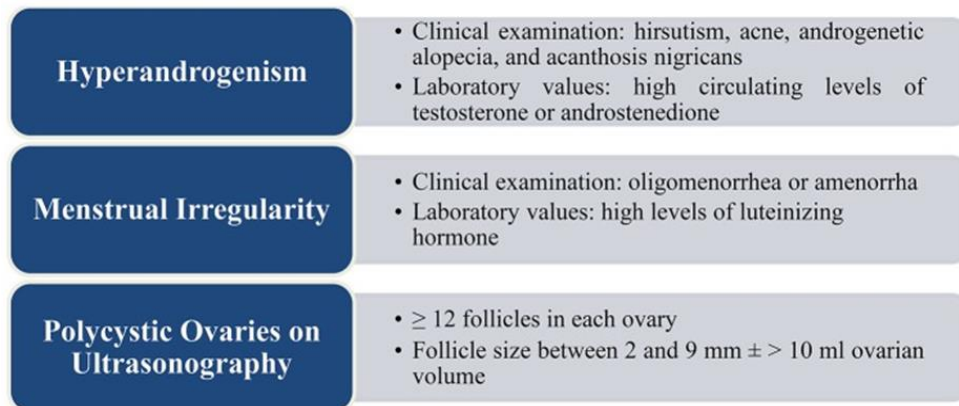 Hyperandrogenism
• Clinical examination: hirsutism, acne, androgenetic
alopecia, and acanthosis nigricans
• Laboratory values: high circulating levels of
testosterone or androstenedione
Menstrual Irregularity
• Clinical examination: oligomenorrhea or amenorrha
• Laboratory values: high levels of luteinizing
hormone
Polycystic Ovaries on
Ultrasonography
• ≥ 12 follicles in each ovary
• Follicle size between 2 and 9 mm ± > 10 ml ovarian
volume